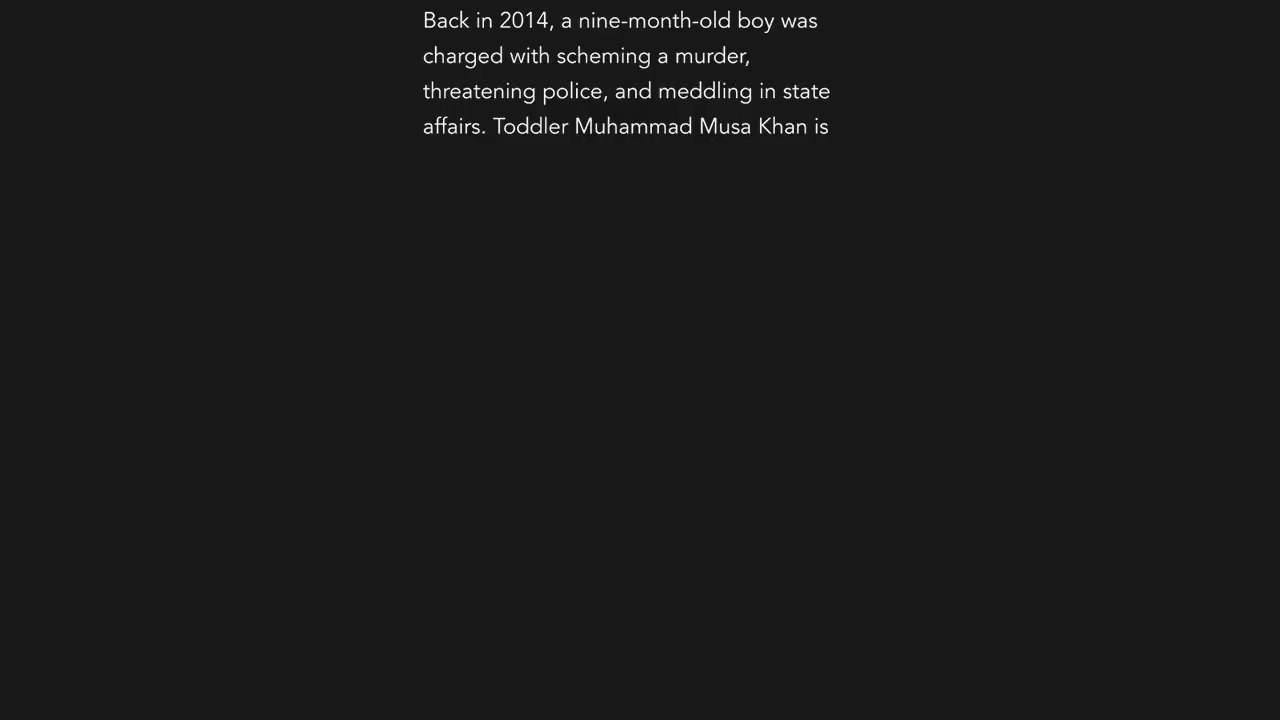 Back in 2014, a nine-month-old boy was
charged with scheming a murder,
threatening police, and meddling in state
affairs. Toddler Muhammad Musa Khan is